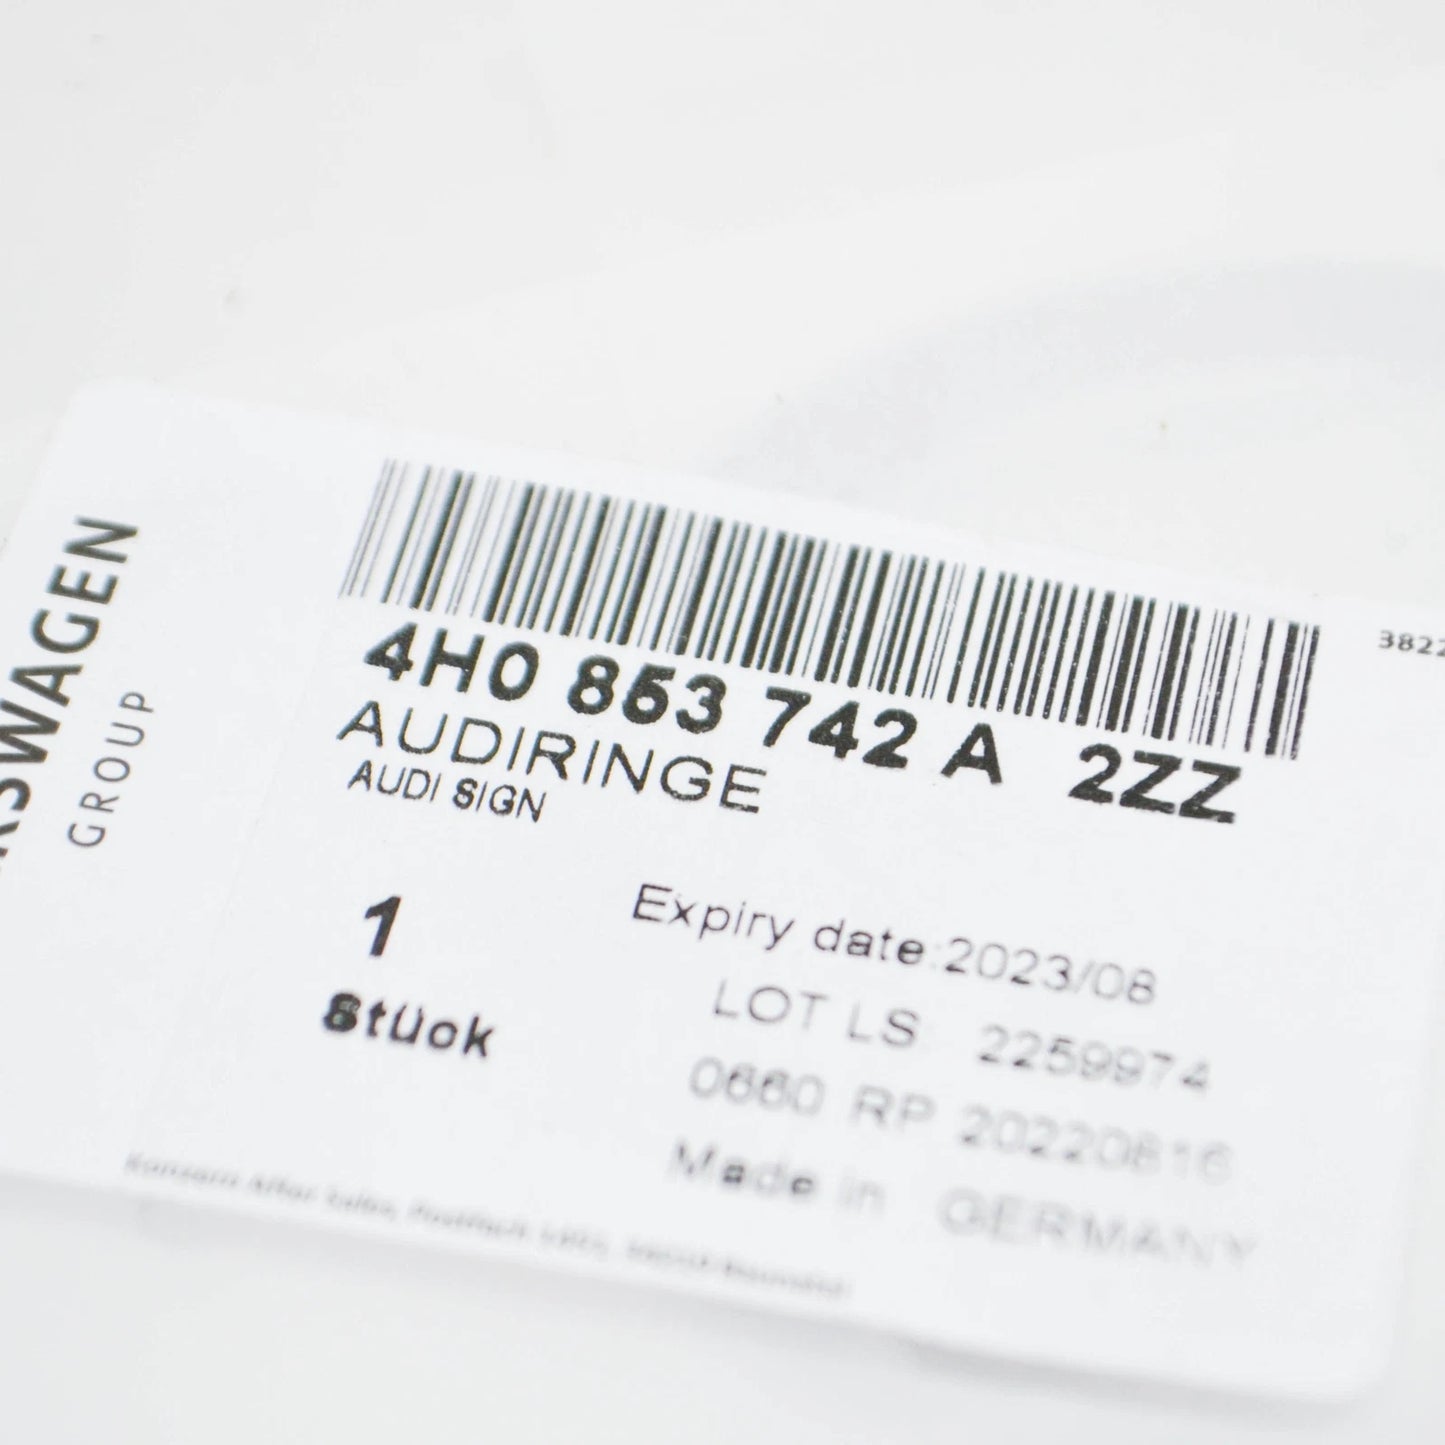 GROUP
3822
4H0 853 742 A 2ZZ
AUDIRINGE
AUDI SIGN
1
Stück
Expiry date:2023/08
LOT LS 2259974
0660 RP 20220816
Made in GERMANY